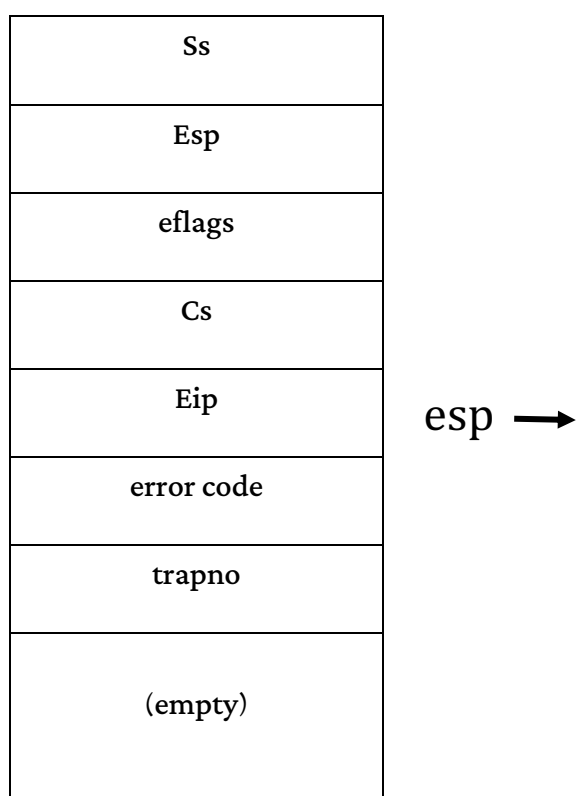 Ss
Esp
eflags
Cs
Eip
esp
error code
trapno
(empty)